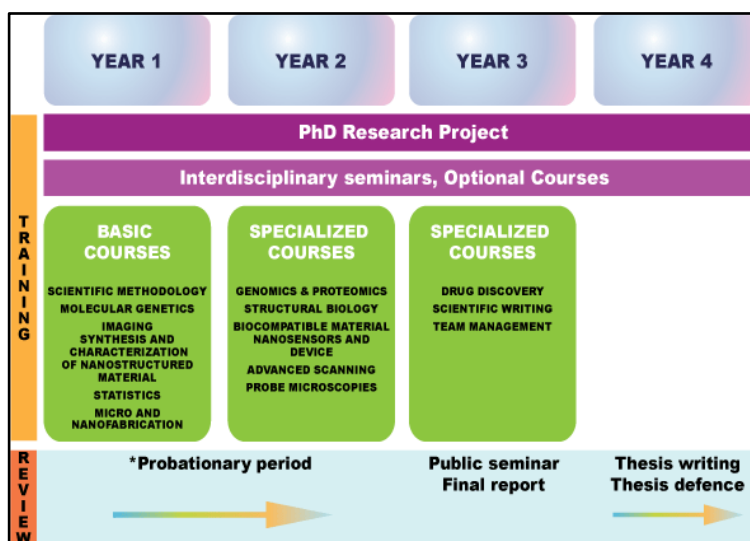 YEAR 1
YEAR 2
YEAR 3
YEAR 4
TRAINING
PhD Research Project
Interdisciplinary seminars, Optional Courses
BASIC
COURSES
SCIENTIFIC METHODOLOGY
MOLECULAR GENETICS
IMAGING
SYNTHESIS AND
CHARACTERIZATION
OF NANOSTRUCTURED
MATERIAL
STATISTICS
MICRO AND
NANOFABRICATION
SPECIALIZED
COURSES
GENOMICS & PROTEOMICS
STRUCTURAL BIOLOGY
BIOCOMPATIBLE MATERIAL
NANOSENSORS AND
DEVICE
ADVANCED SCANNING
PROBE MICROSCOPIES
SPECIALIZED
COURSES
DRUG DISCOVERY
SCIENTIFIC WRITING
TEAM MANAGEMENT
REVIEW
*Probationary period
Public seminar
Final report
Thesis writing
Thesis defence